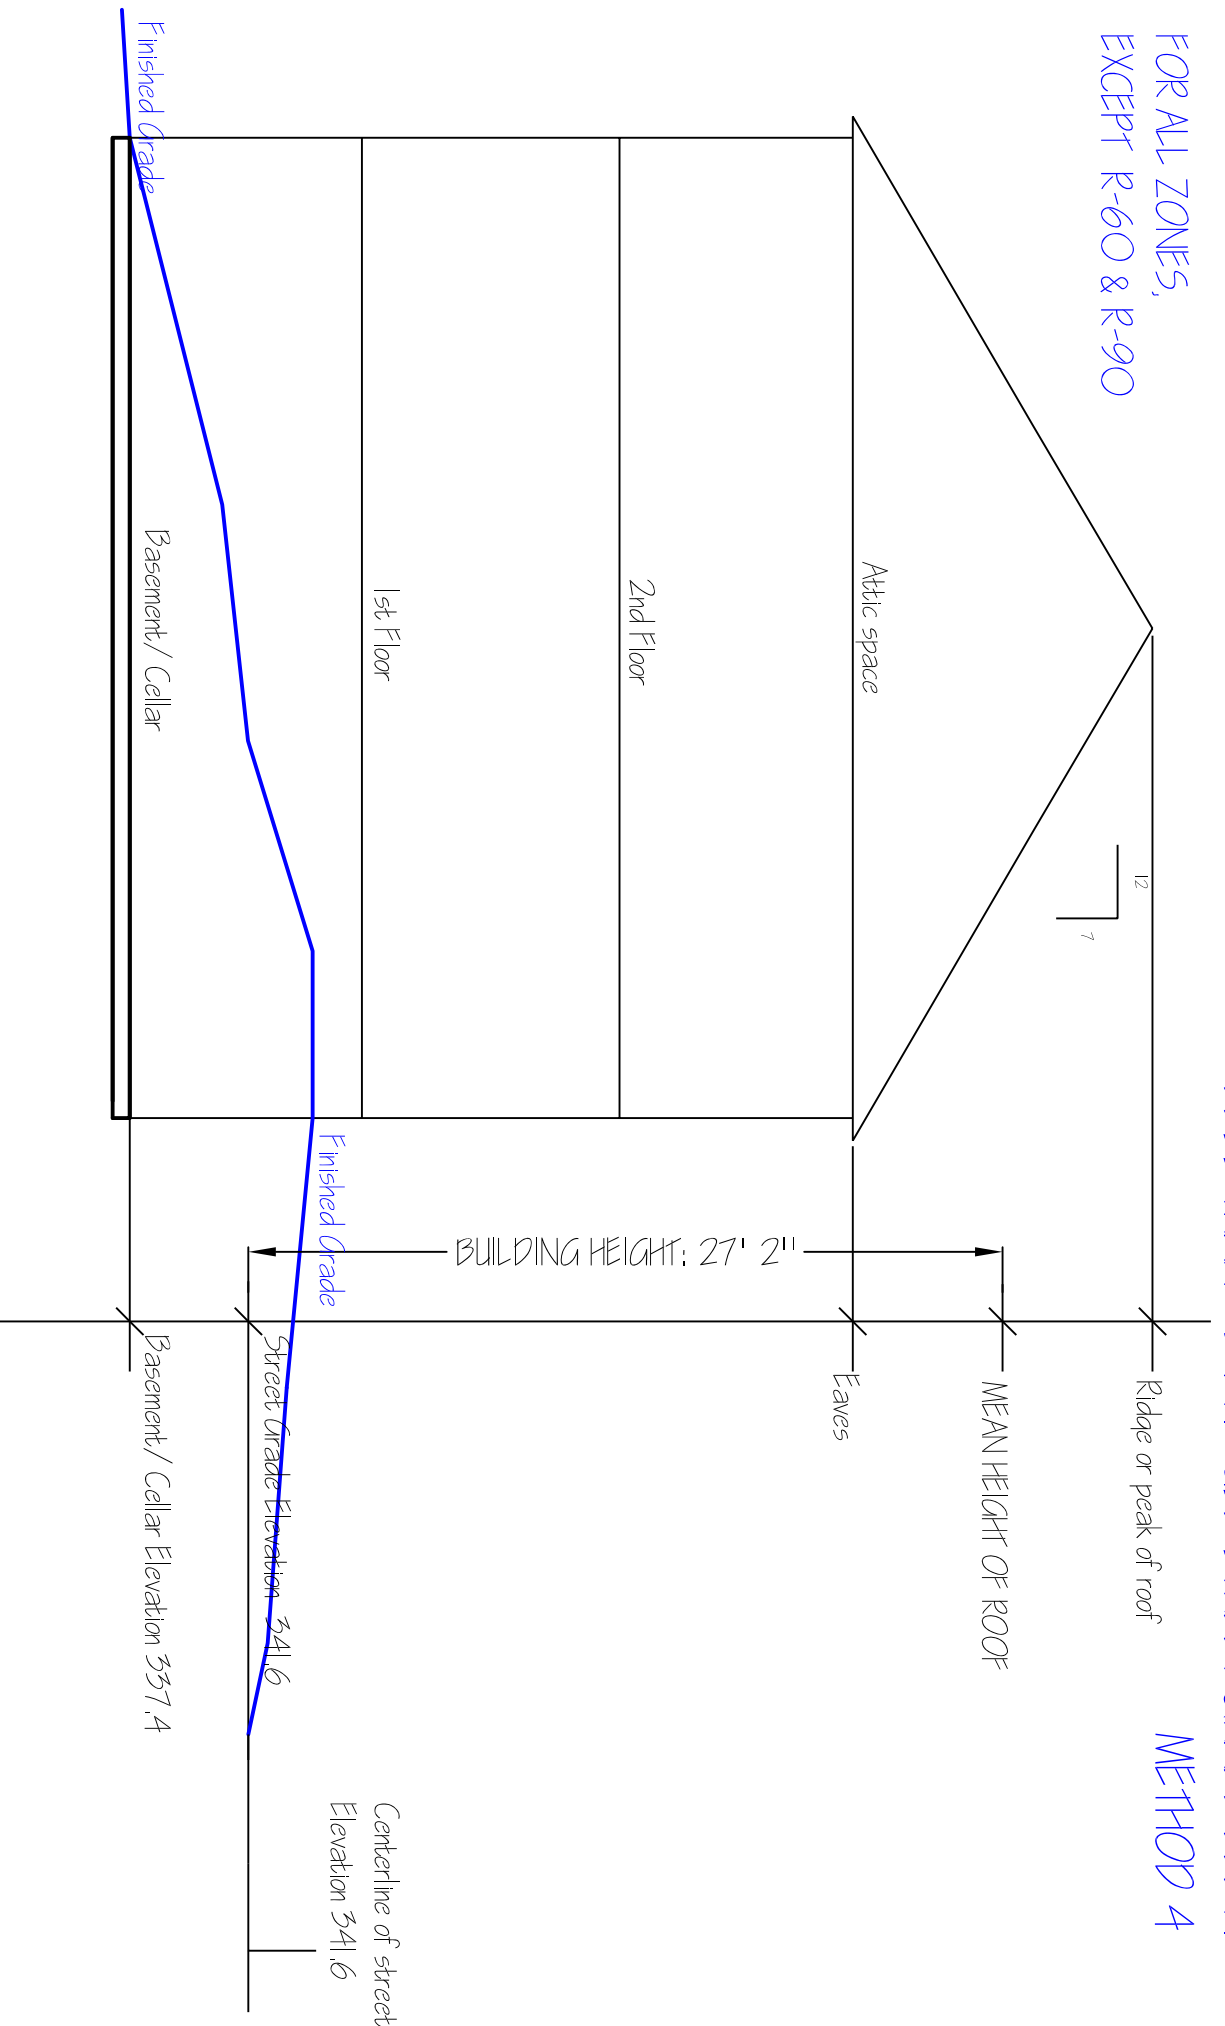 METHOD 4
FOR ALL ZONES,
EXCEPT R-60 & R-90
Ridge or peak of roof
12
7
MEAN HEIGHT OF ROOF
Attic space
Eaves
2nd Floor
BUILDING HEIGHT: 27' 2"
1st Floor
Centerline of street
Elevation 341.6
Finished Grade
Street Grade Elevation 341.6
Basement/ Cellar
Basement/ Cellar Elevation 337.4
Finished Grade